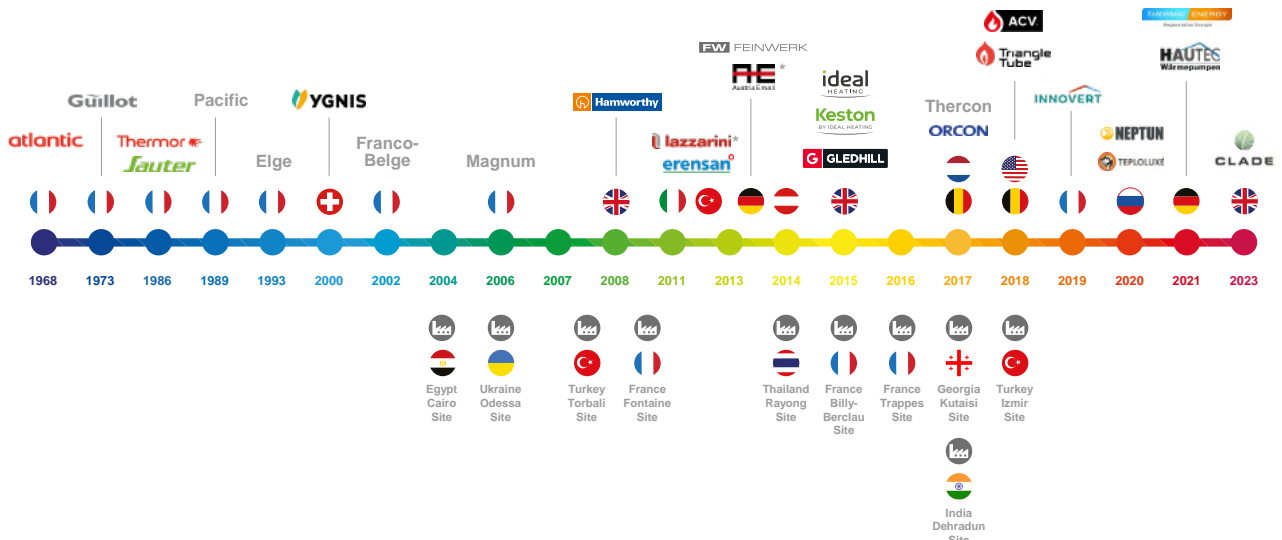 ACV
Triangle
Tube
THERMIC ENERGY
FW FEINWERK
HAUTEC
Wärmepumpen
AE *
Austria Email
ideal
HEATING
Keston
BY IDEAL HEATING
GLEDHILL
Guillot
Pacific
YGNIS
Hamworthy
Thercon
ORCON
INNOVERT
atlantic
Thermor
Sauter
Elge
Franco-
Belge
Magnum
lazzarini*
erensan
NEPTUN
TEPLOLUXE
CLADE
1968 1973 1986 1989 1993 2000 2002 2004 2006 2007 2008 2011 2013 2014 2015 2016 2017 2018 2019 2020 2021 2023
Egypt
Cairo
Site
Ukraine
Odessa
Site
Turkey
Torbali
Site
France
Fontaine
Site
Thailand
Rayong
Site
France
Billy-
Berclau
Site
France
Trappes
Site
Georgia
Kutaisi
Site
Turkey
Izmir
Site
India
Dehradun
Site